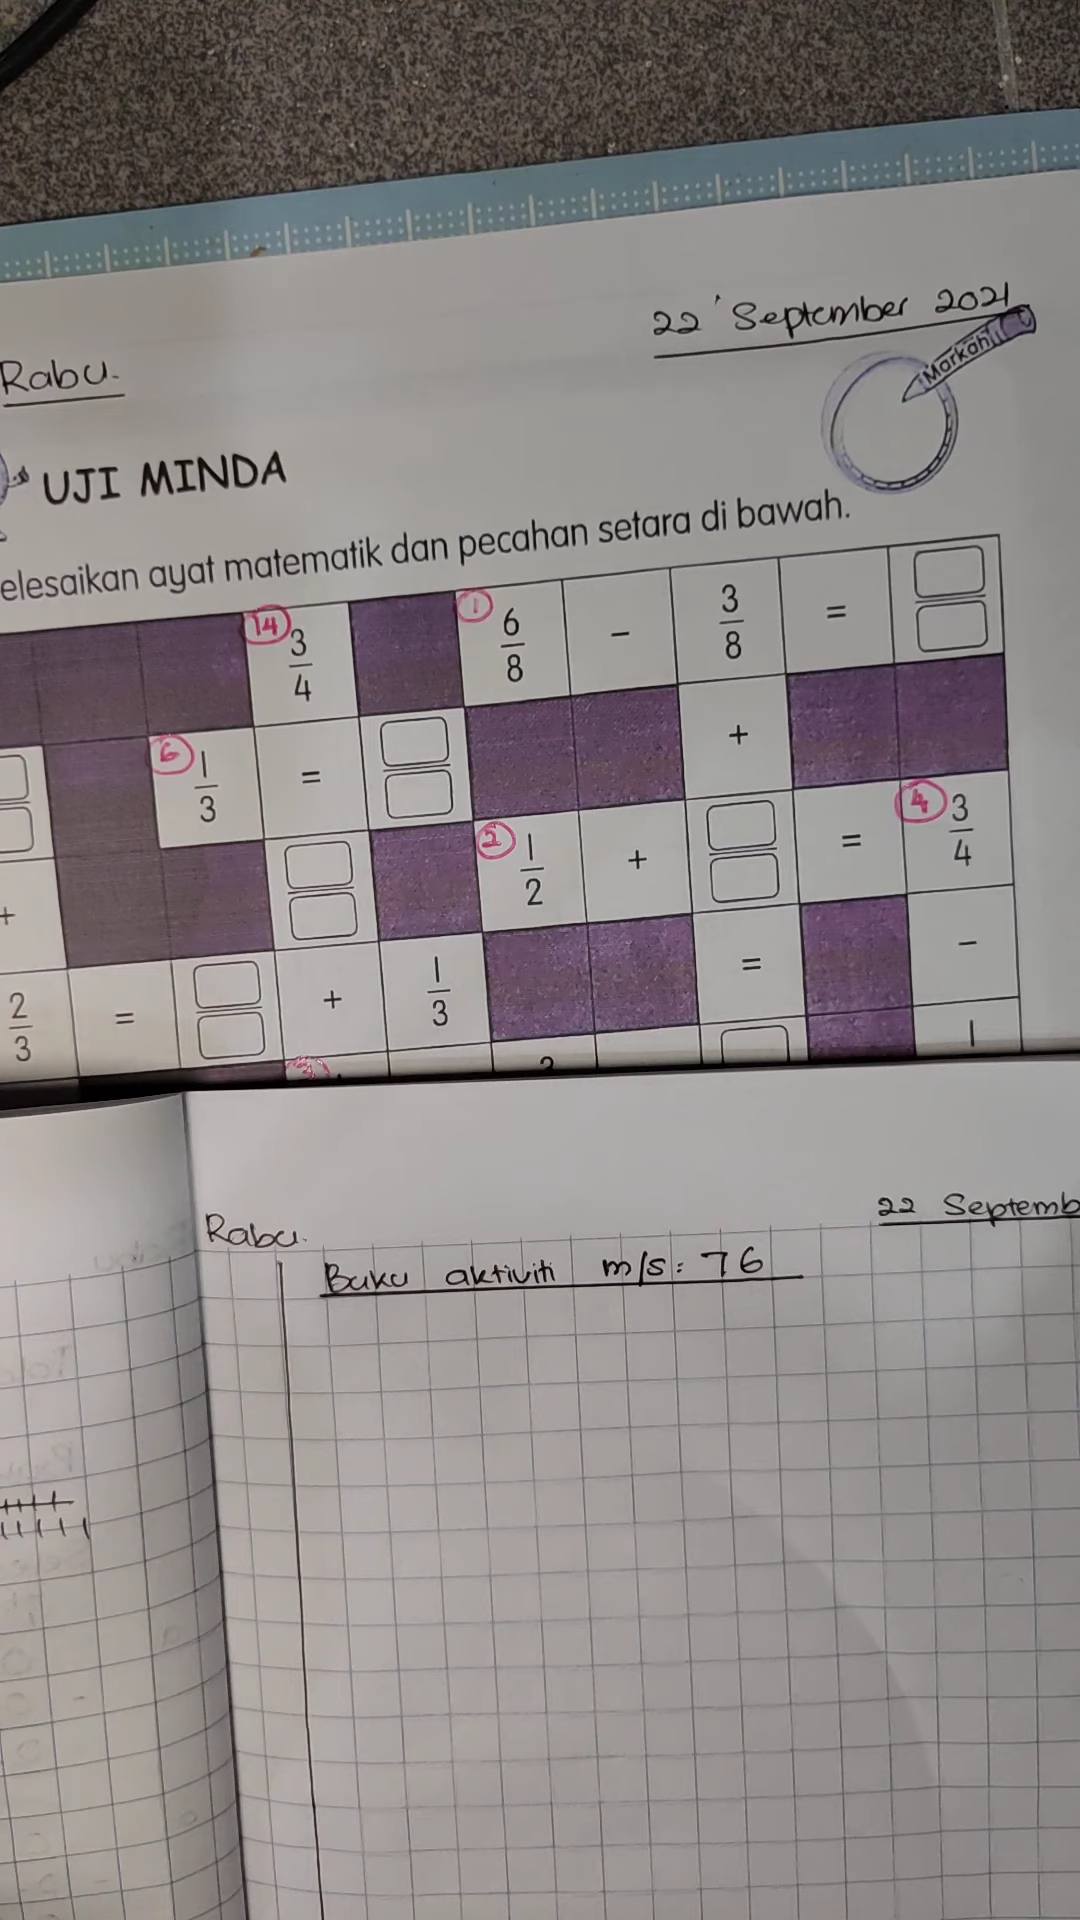 Rabu.
22 September 2021
Markah
UJI MINDA
elesaikan ayat matematik dan pecahan setara di bawah.
14 3/4
1 6/8 - 3/8 =
6 1/3 =
+
2 1/2 + = 4 3/4
+
= -
2/3 = + 1/3
1
Rabu.
22 Septemb
Buku aktiviti m/s: 76